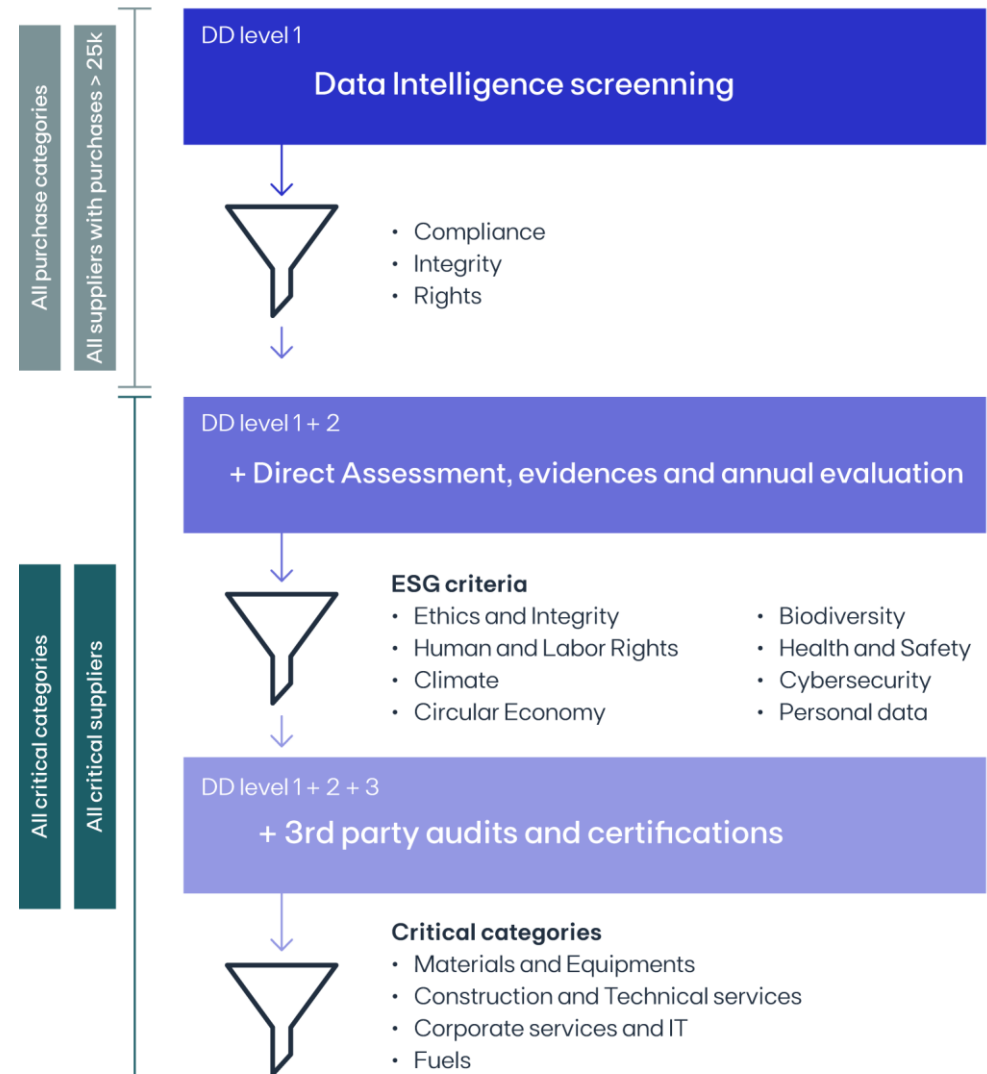 All purchase categories
All suppliers with purchases > 25k
DD level 1
Data Intelligence screenning
• Compliance
• Integrity
• Rights
All critical categories
All critical suppliers
DD level 1 + 2
+ Direct Assessment, evidences and annual evaluation
ESG criteria
• Ethics and Integrity
• Human and Labor Rights
• Climate
• Circular Economy
• Biodiversity
• Health and Safety
• Cybersecurity
• Personal data
DD level 1 + 2 + 3
+ 3rd party audits and certifications
Critical categories
• Materials and Equipments
• Construction and Technical services
• Corporate services and IT
• Fuels